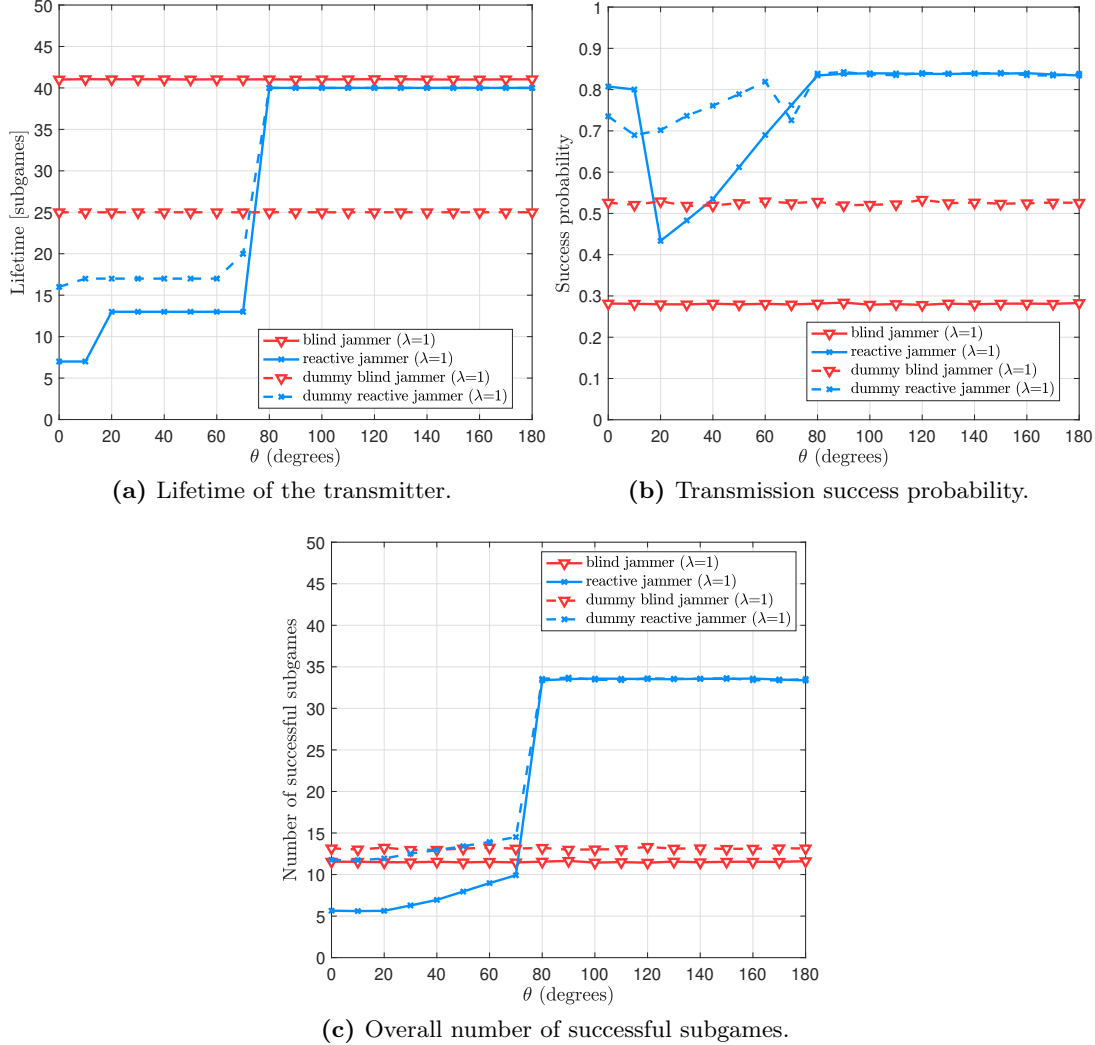 50
45
40
35
30
25
20
15
10
5
0
Lifetime [subgames]
0 20 40 60 80 100 120 140 160 180
θ (degrees)
blind jammer (λ=1)
reactive jammer (λ=1)
dummy blind jammer (λ=1)
dummy reactive jammer (λ=1)
(a) Lifetime of the transmitter.
1
0.9
0.8
0.7
0.6
0.5
0.4
0.3
0.2
0.1
0
Success probability
0 20 40 60 80 100 120 140 160 180
θ (degrees)
blind jammer (λ=1)
reactive jammer (λ=1)
dummy blind jammer (λ=1)
dummy reactive jammer (λ=1)
(b) Transmission success probability.
50
45
40
35
30
25
20
15
10
5
0
Number of successful subgames
blind jammer (λ=1)
reactive jammer (λ=1)
dummy blind jammer (λ=1)
dummy reactive jammer (λ=1)
0 20 40 60 80 100 120 140 160 180
θ (degrees)
(c) Overall number of successful subgames.